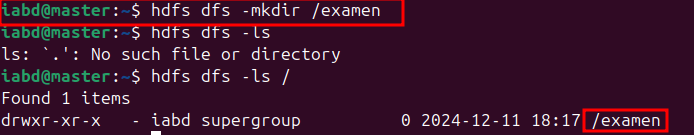 iabd@master:~$ hdfs dfs -mkdir /examen
iabd@master:~$ hdfs dfs -ls
ls: `.': No such file or directory
iabd@master:~$ hdfs dfs -ls /
Found 1 items
drwxr-xr-x   - iabd supergroup          0 2024-12-11 18:17 /examen